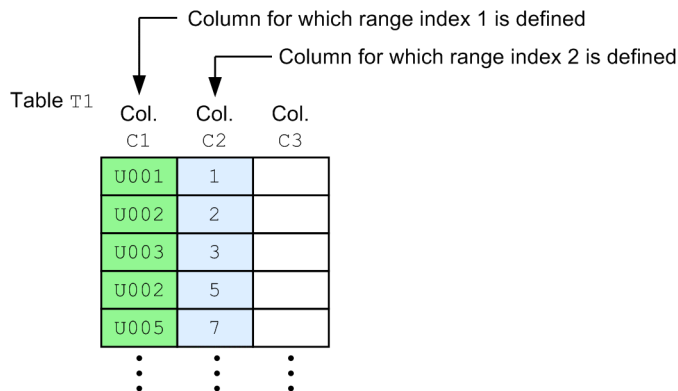 Column for which range index 1 is defined
Column for which range index 2 is defined
Table T1
Col. Col. Col.
C1 C2 C3
U001 1
U002 2
U003 3
U002 5
U005 7